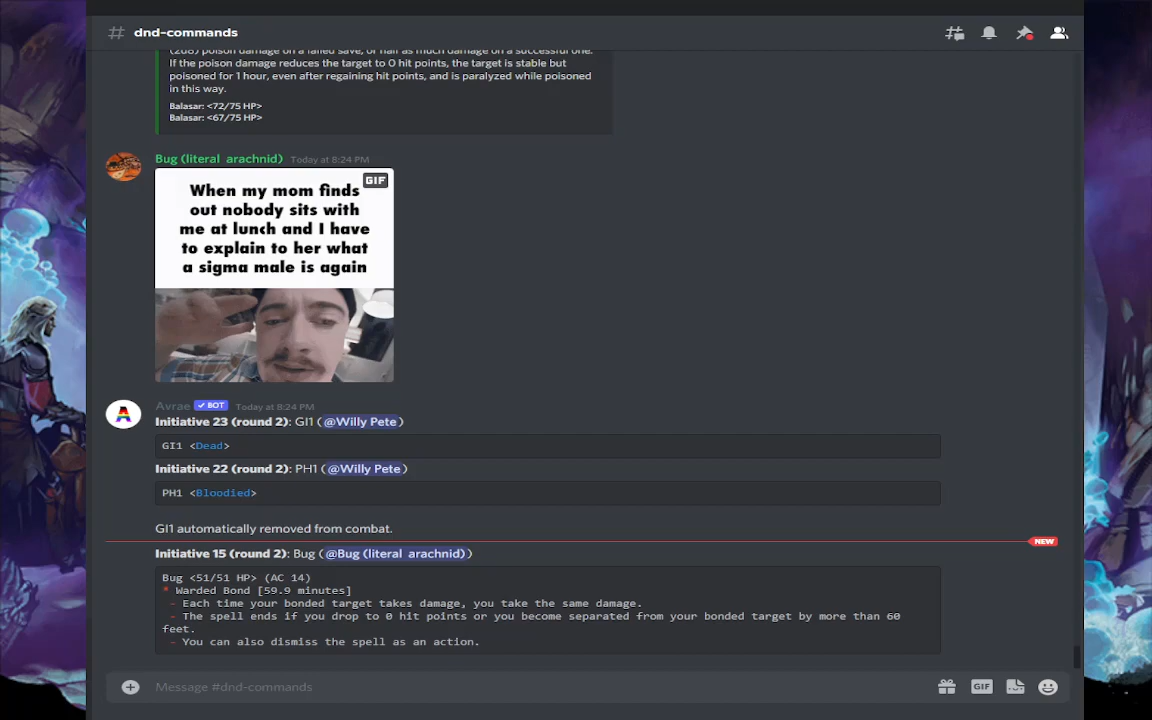 # dnd-commands
(2d8) poison damage on a failed save, or half as much damage on a successful one.
If the poison damage reduces the target to 0 hit points, the target is stable but
poisoned for 1 hour, even after regaining hit points, and is paralyzed while poisoned
in this way.
Balasar: <72/75 HP>
Balasar: <67/75 HP>
Bug (literal arachnid) Today at 8:24 PM
GIF
When my mom finds
out nobody sits with
me at lunch and I have
to explain to her what
a sigma male is again
Avrae ✓ BOT Today at 8:24 PM
Initiative 23 (round 2): GI1 (@Willy Pete)
GI1 <Dead>
Initiative 22 (round 2): PH1 (@Willy Pete)
PH1 <Bloodied>
GI1 automatically removed from combat.
NEW
Initiative 15 (round 2): Bug (@Bug (literal arachnid))
Bug <51/51 HP> (AC 14)
* Warded Bond [59.9 minutes]
- Each time your bonded target takes damage, you take the same damage.
- The spell ends if you drop to 0 hit points or you become separated from your bonded target by more than 60
feet.
- You can also dismiss the spell as an action.
Message #dnd-commands
GIF